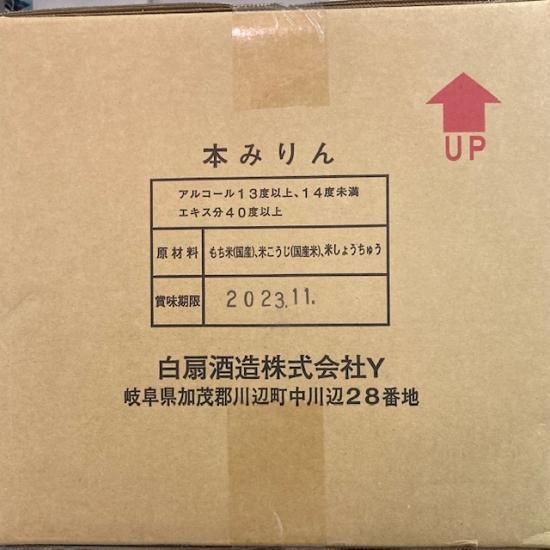 UP
本みりん
アルコール13度以上、14度未満
エキス分40度以上
原材料 もち米(国産)、米こうじ(国産米)、米しょうちゅう
賞味期限 2023.11.
白扇酒造株式会社Y
岐阜県加茂郡川辺町中川辺28番地